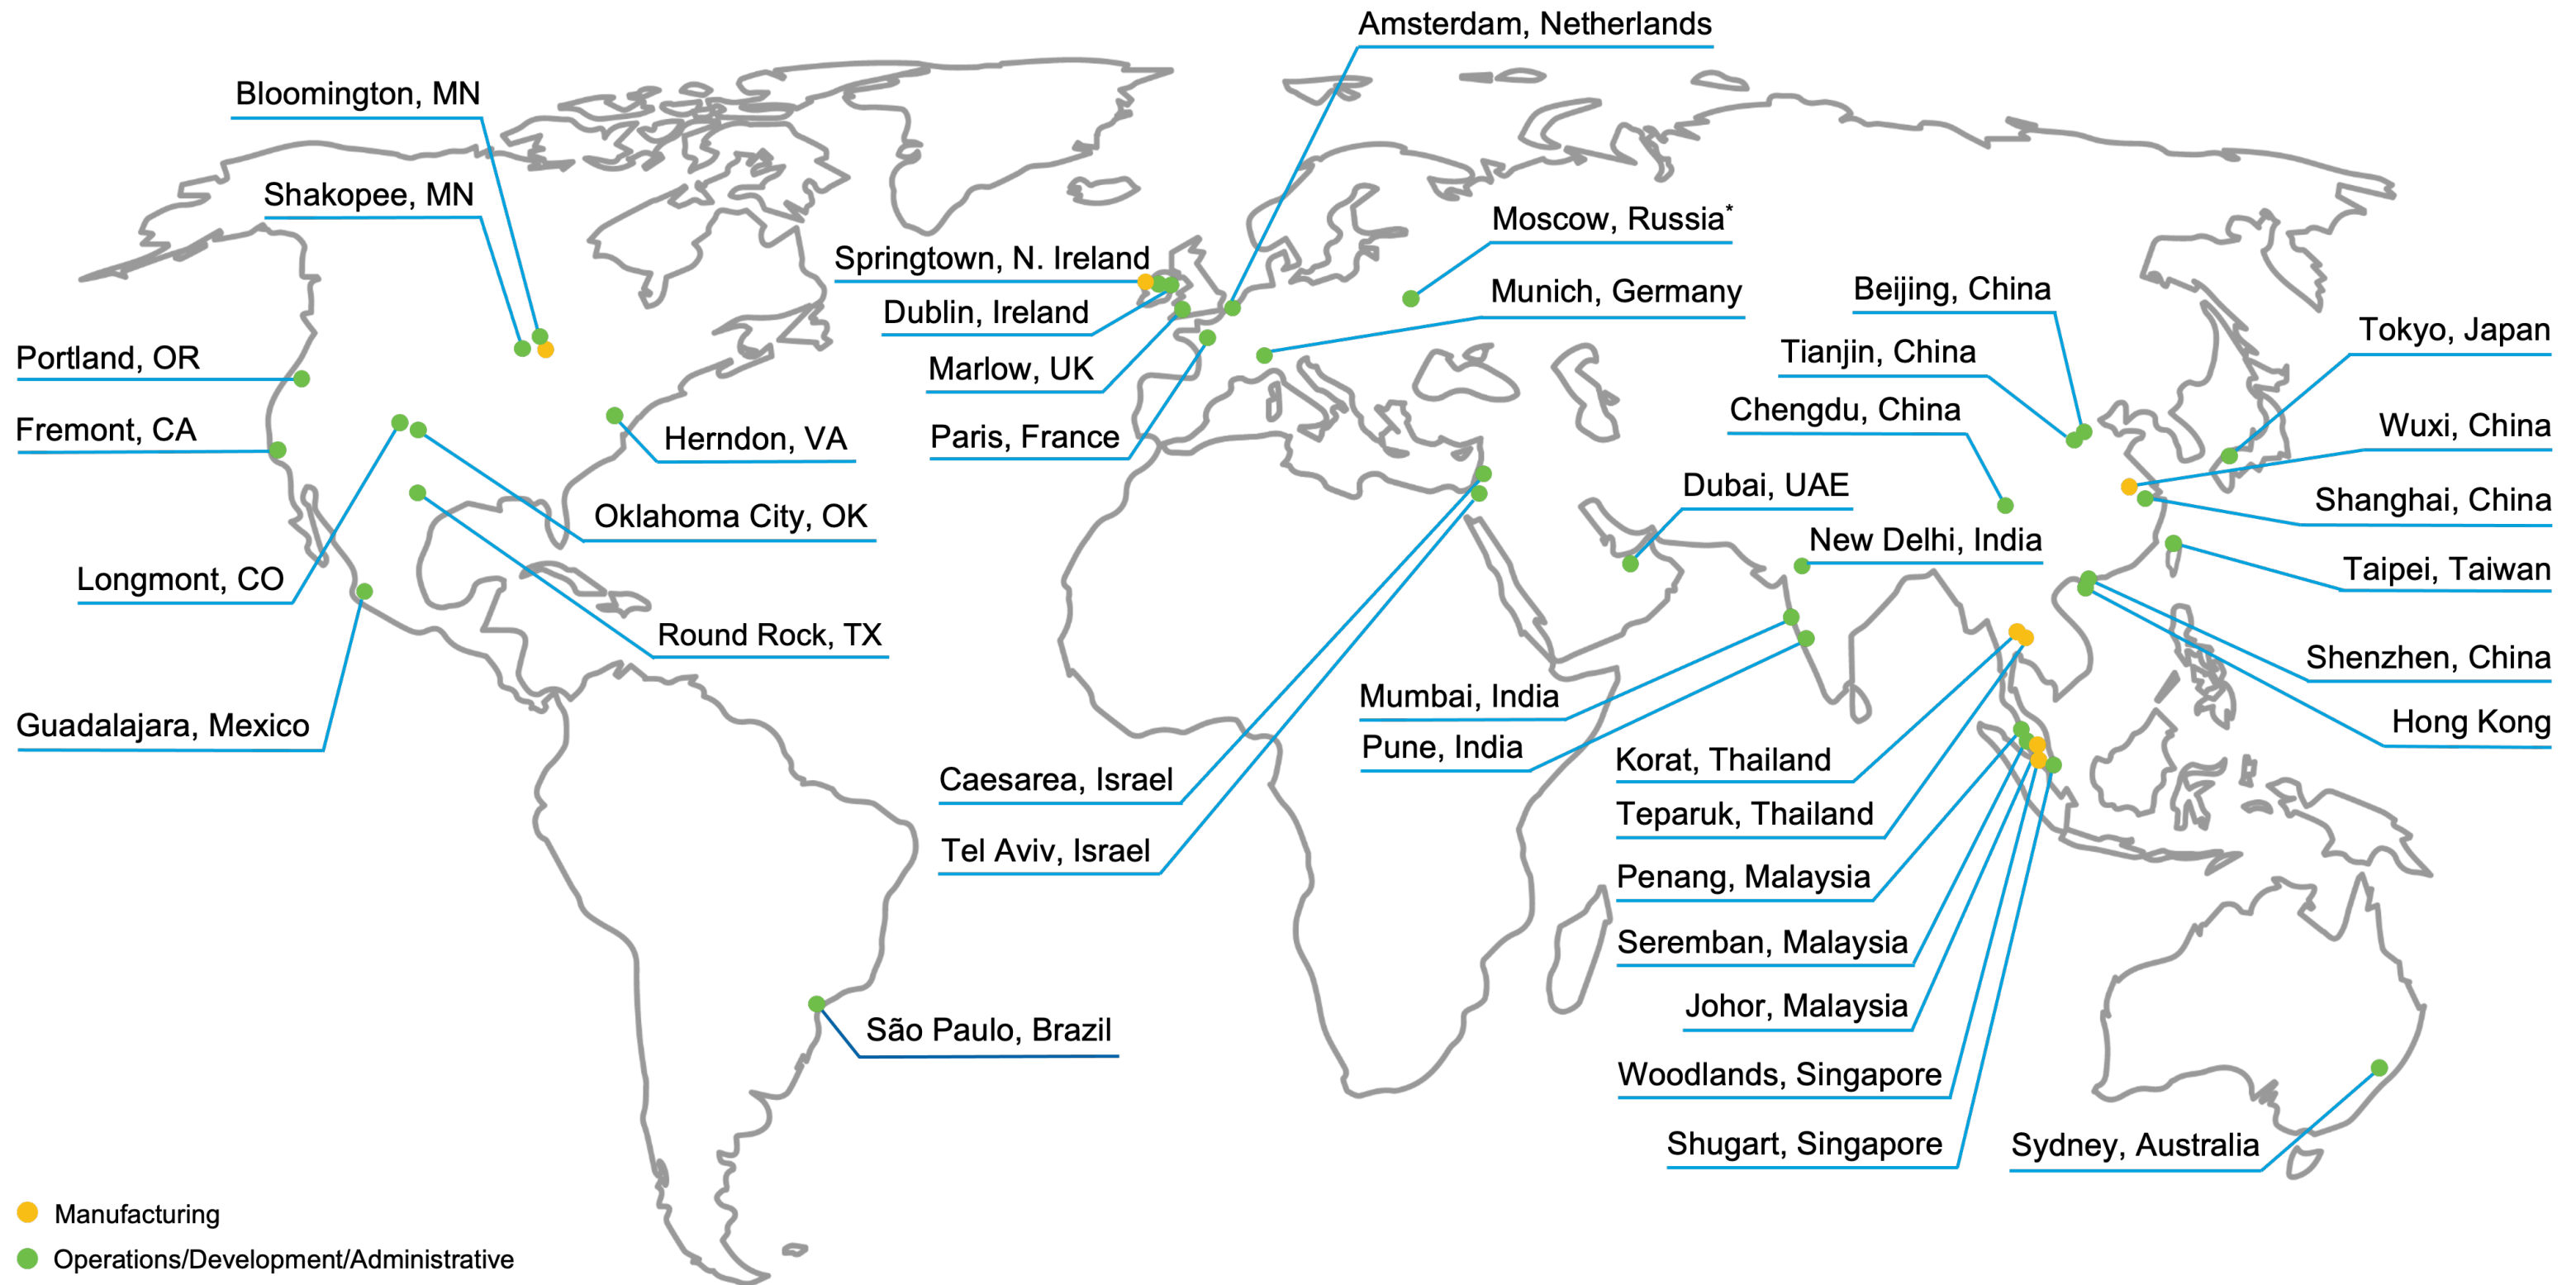 Amsterdam, Netherlands
Bloomington, MN
Shakopee, MN
Moscow, Russia*
Springtown, N. Ireland
Munich, Germany
Beijing, China
Dublin, Ireland
Tokyo, Japan
Portland, OR
Tianjin, China
Marlow, UK
Chengdu, China
Wuxi, China
Fremont, CA
Herndon, VA
Paris, France
Dubai, UAE
Shanghai, China
Oklahoma City, OK
New Delhi, India
Taipei, Taiwan
Longmont, CO
Round Rock, TX
Shenzhen, China
Mumbai, India
Guadalajara, Mexico
Hong Kong
Pune, India
Korat, Thailand
Caesarea, Israel
Teparuk, Thailand
Tel Aviv, Israel
Penang, Malaysia
Seremban, Malaysia
Johor, Malaysia
São Paulo, Brazil
Woodlands, Singapore
Shugart, Singapore
Sydney, Australia
Manufacturing
Operations/Development/Administrative